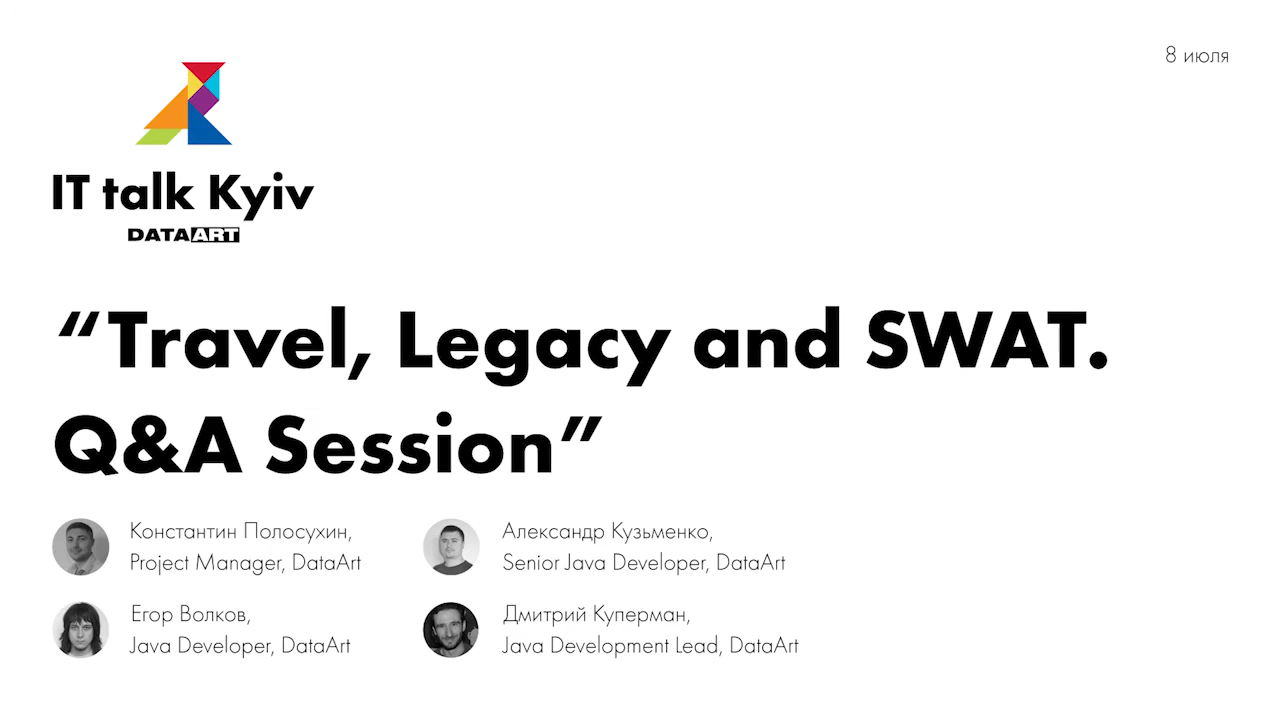 8 июля
IT talk Kyiv
DATAART
“Travel, Legacy and SWAT.
Q&A Session”
Константин Полосухин,
Project Manager, DataArt
Александр Кузьменко,
Senior Java Developer, DataArt
Егор Волков,
Java Developer, DataArt
Дмитрий Куперман,
Java Development Lead, DataArt